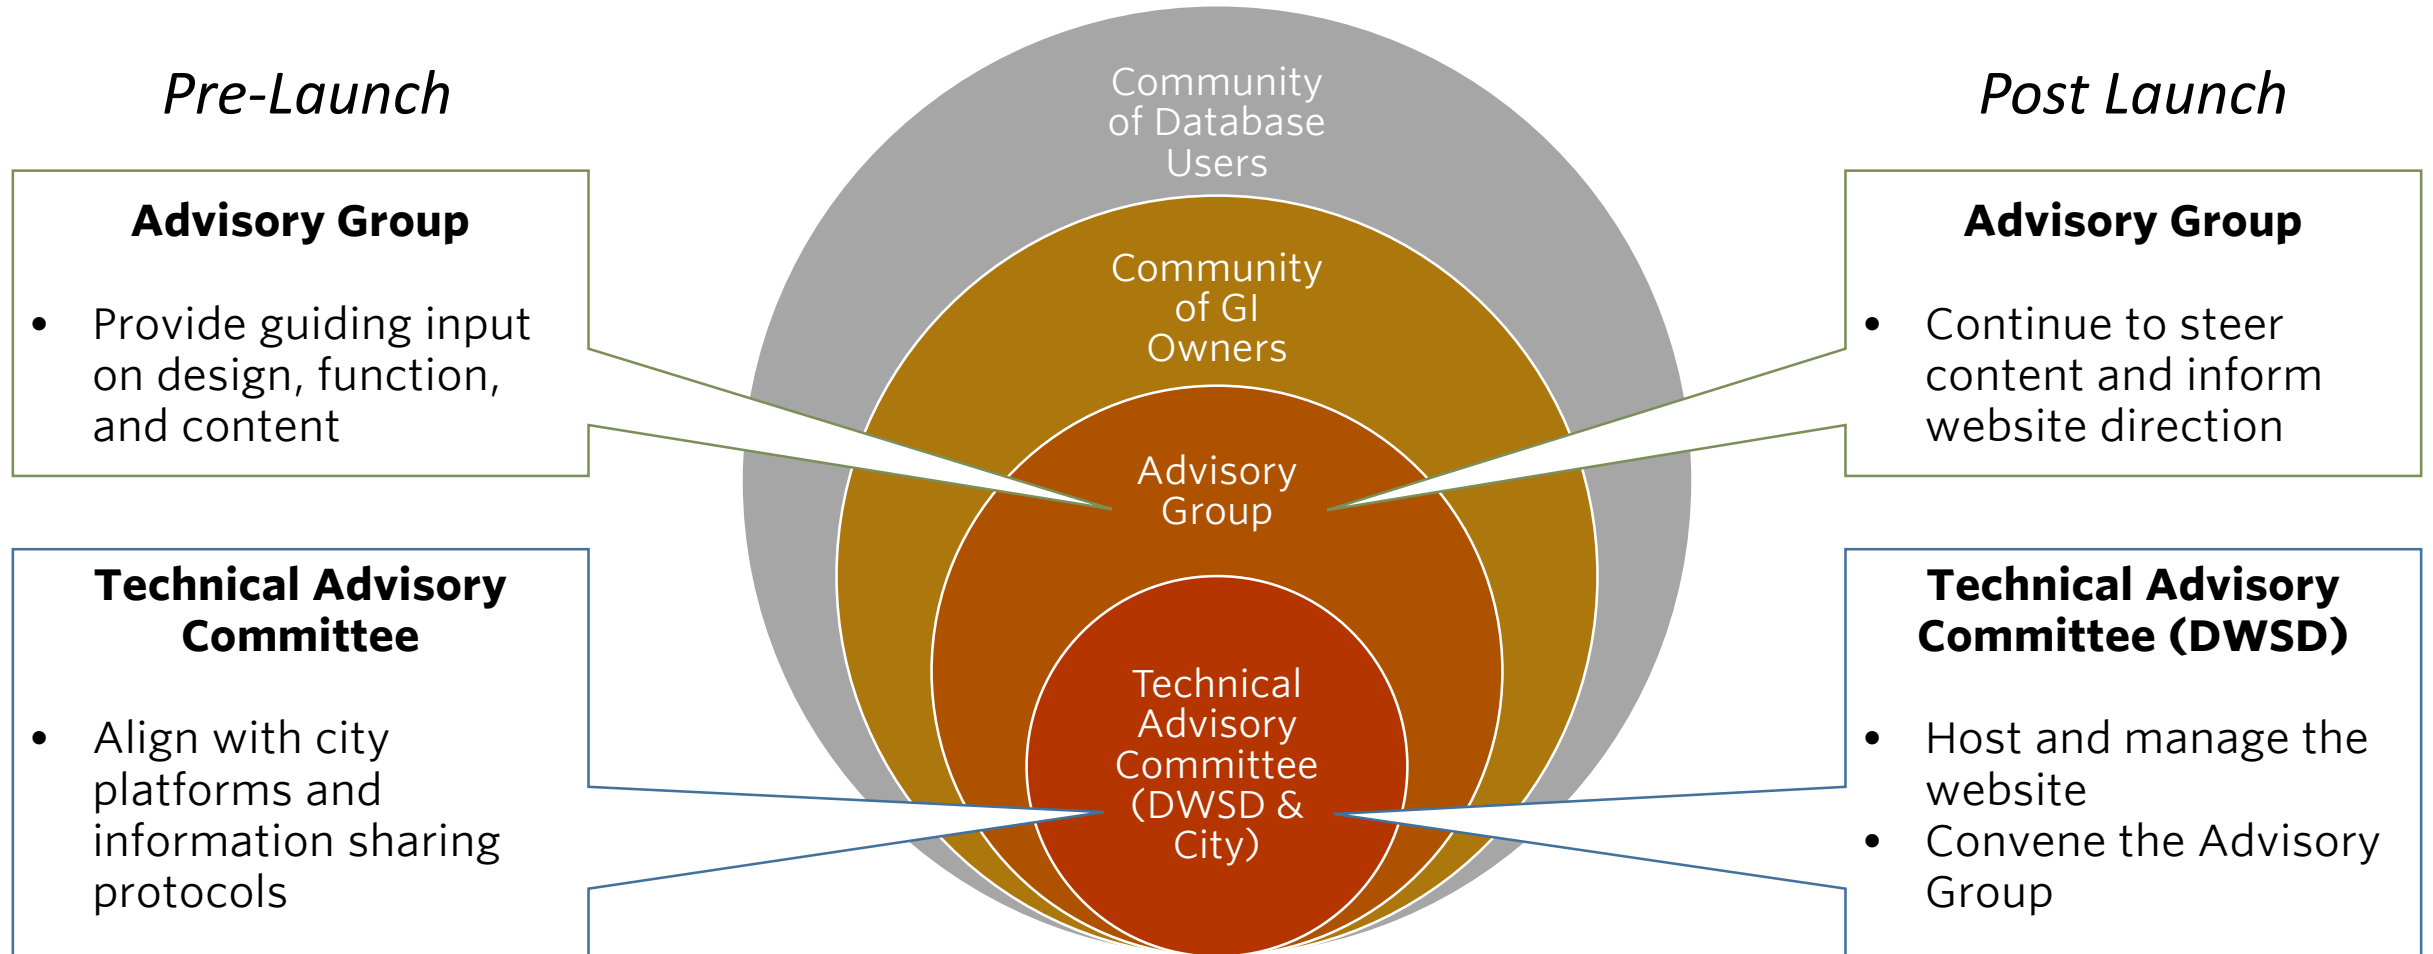 Pre-Launch
Advisory Group
• Provide guiding input
on design, function,
and content
Technical Advisory
Committee
• Align with city
platforms and
information sharing
protocols
Community
of Database
Users
Community
of GI
Owners
Advisory
Group
Technical
Advisory
Committee
(DWSD &
City)
Post Launch
Advisory Group
• Continue to steer
content and inform
website direction
Technical Advisory
Committee (DWSD)
• Host and manage the
website
• Convene the Advisory
Group